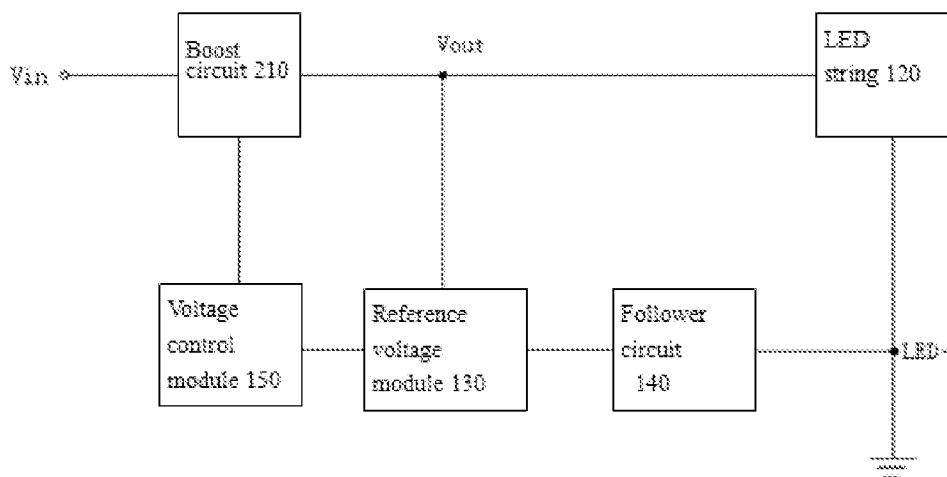 Vin
Boost
circuit 210
Vout
LED
string 120
Voltage
control
module 150
Reference
voltage
module 130
Follower
circuit
140
LED-